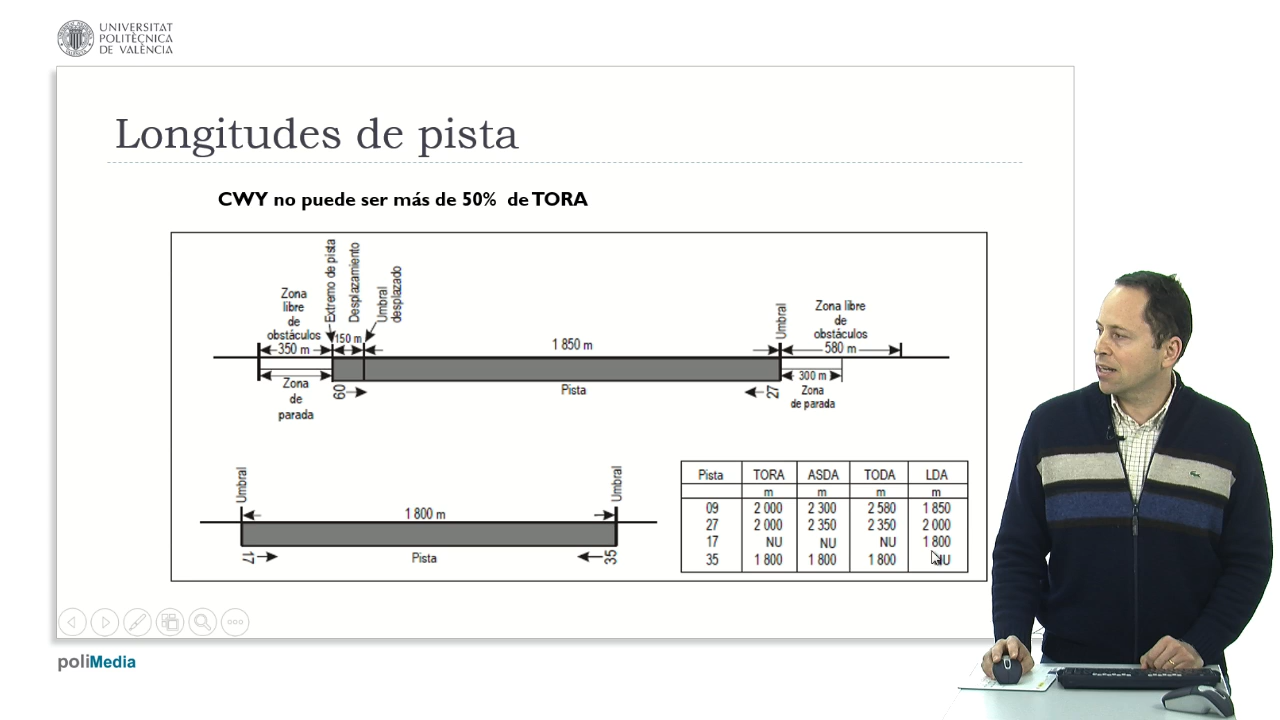 UNIVERSITAT
POLITÈCNICA
DE VALÈNCIA
Longitudes de pista
CWY no puede ser más de 50% de TORA
Zona
libre
de
obstáculos
350 m
Extremo de pista
Desplazamiento
Umbral
desplazado
150 m
1 850 m
Umbral
Zona libre
de
obstáculos
580 m
Zona
de
parada
09
Pista
27
300 m
Zona
de parada
Umbral
1 800 m
Umbral
17
Pista
35
Pista TORA ASDA TODA LDA
m m m m
09 2 000 2 300 2 580 1 850
27 2 000 2 350 2 350 2 000
17 NU NU NU 1 800
35 1 800 1 800 1 800 NU
poliMedia